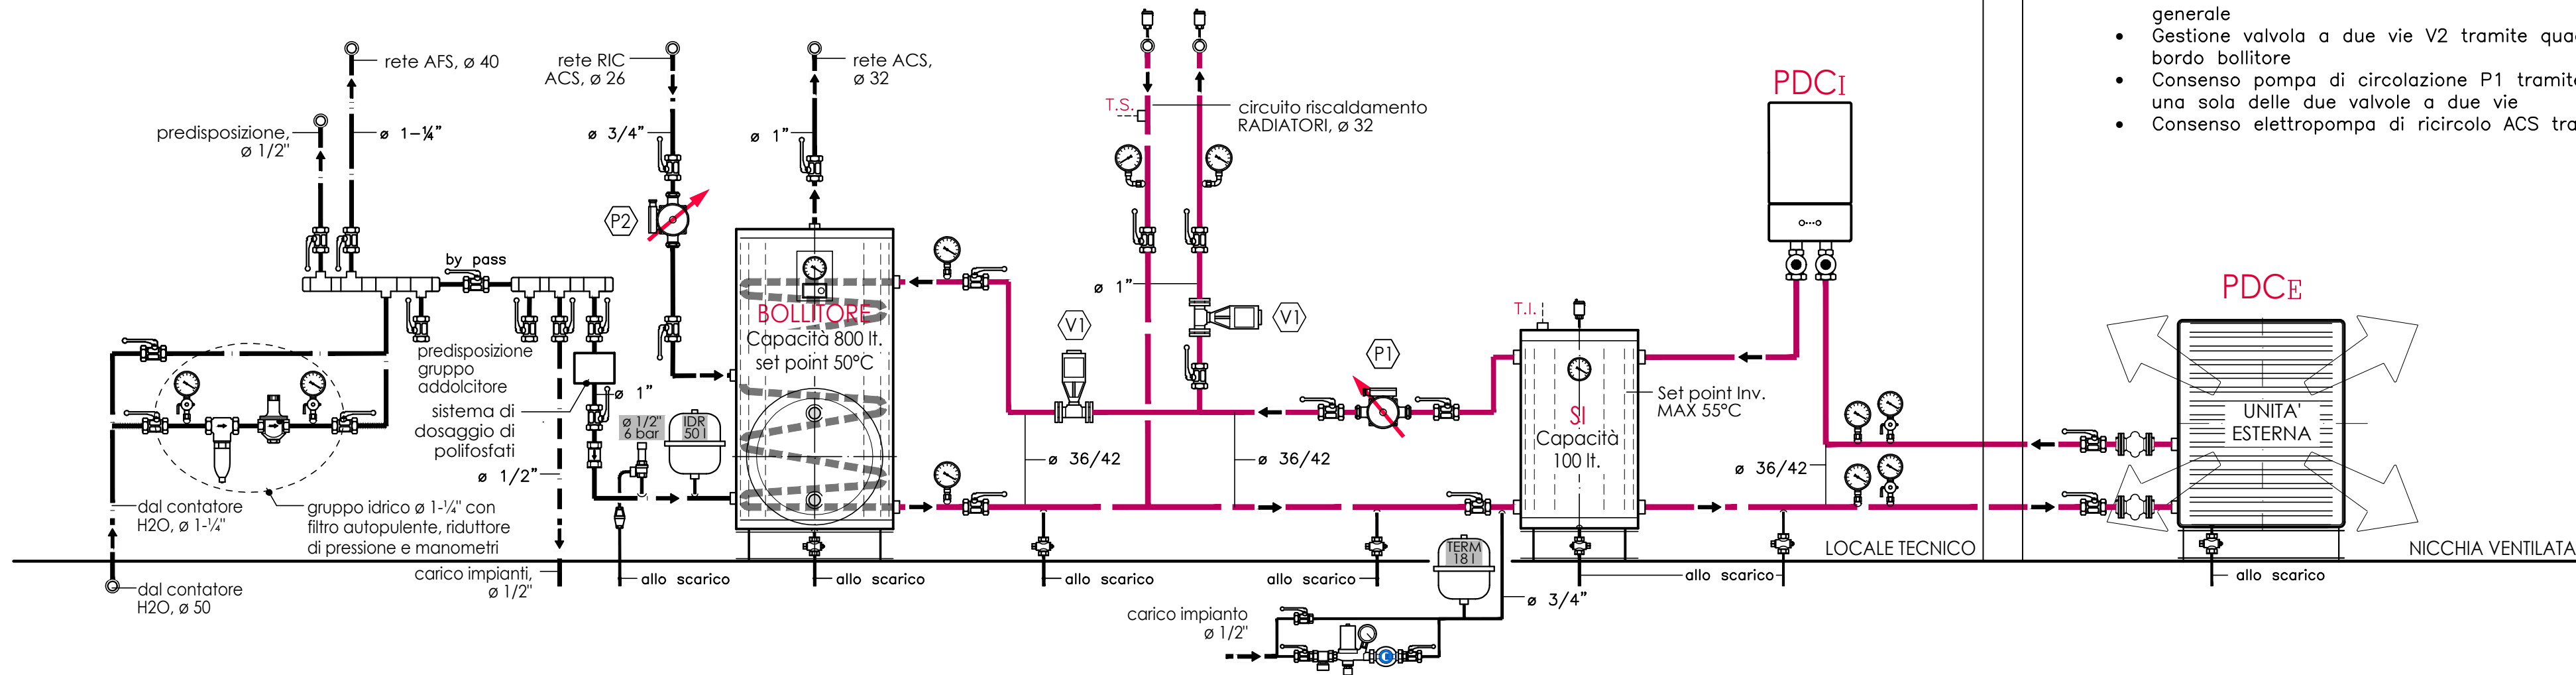 generale
• Gestione valvola a due vie V2 tramite
bordo bollitore
• Consenso pompa di circolazione P1
una sola delle due valvole a due vie
• Consenso elettropompa di ricircolo ACS
rete AFS, ø 40
rete RIC
ACS, ø 26
rete ACS,
ø 32
predisposizione,
ø 1/2"
ø 1-¼"
ø 3/4"
ø 1"
T.S.
circuito riscaldamento
RADIATORI, ø 32
PDCI
P2
by pass
BOLLITORE
Capacità 800 lt.
set point 50°C
ø 1"
V1
V1
P1
T.I.
PDCE
predisposizione
gruppo
addolcitore
sistema di
dosaggio di
polifosfati
ø 1"
ø 1/2"
6 bar
IDR
50 l
Set point Inv.
MAX 55°C
SI
Capacità
100 lt.
UNITA'
ESTERNA
ø 36/42
ø 36/42
ø 36/42
ø 1/2"
dal contatore
H2O, ø 1-¼"
gruppo idrico ø 1-¼" con
filtro autopulente, riduttore
di pressione e manometri
TERM
18 l
LOCALE TECNICO
NICCHIA VENTILATA
dal contatore
H2O, ø 50
carico impianti,
ø 1/2"
allo scarico
allo scarico
allo scarico
allo scarico
allo scarico
allo scarico
ø 3/4"
carico impianto
ø 1/2"